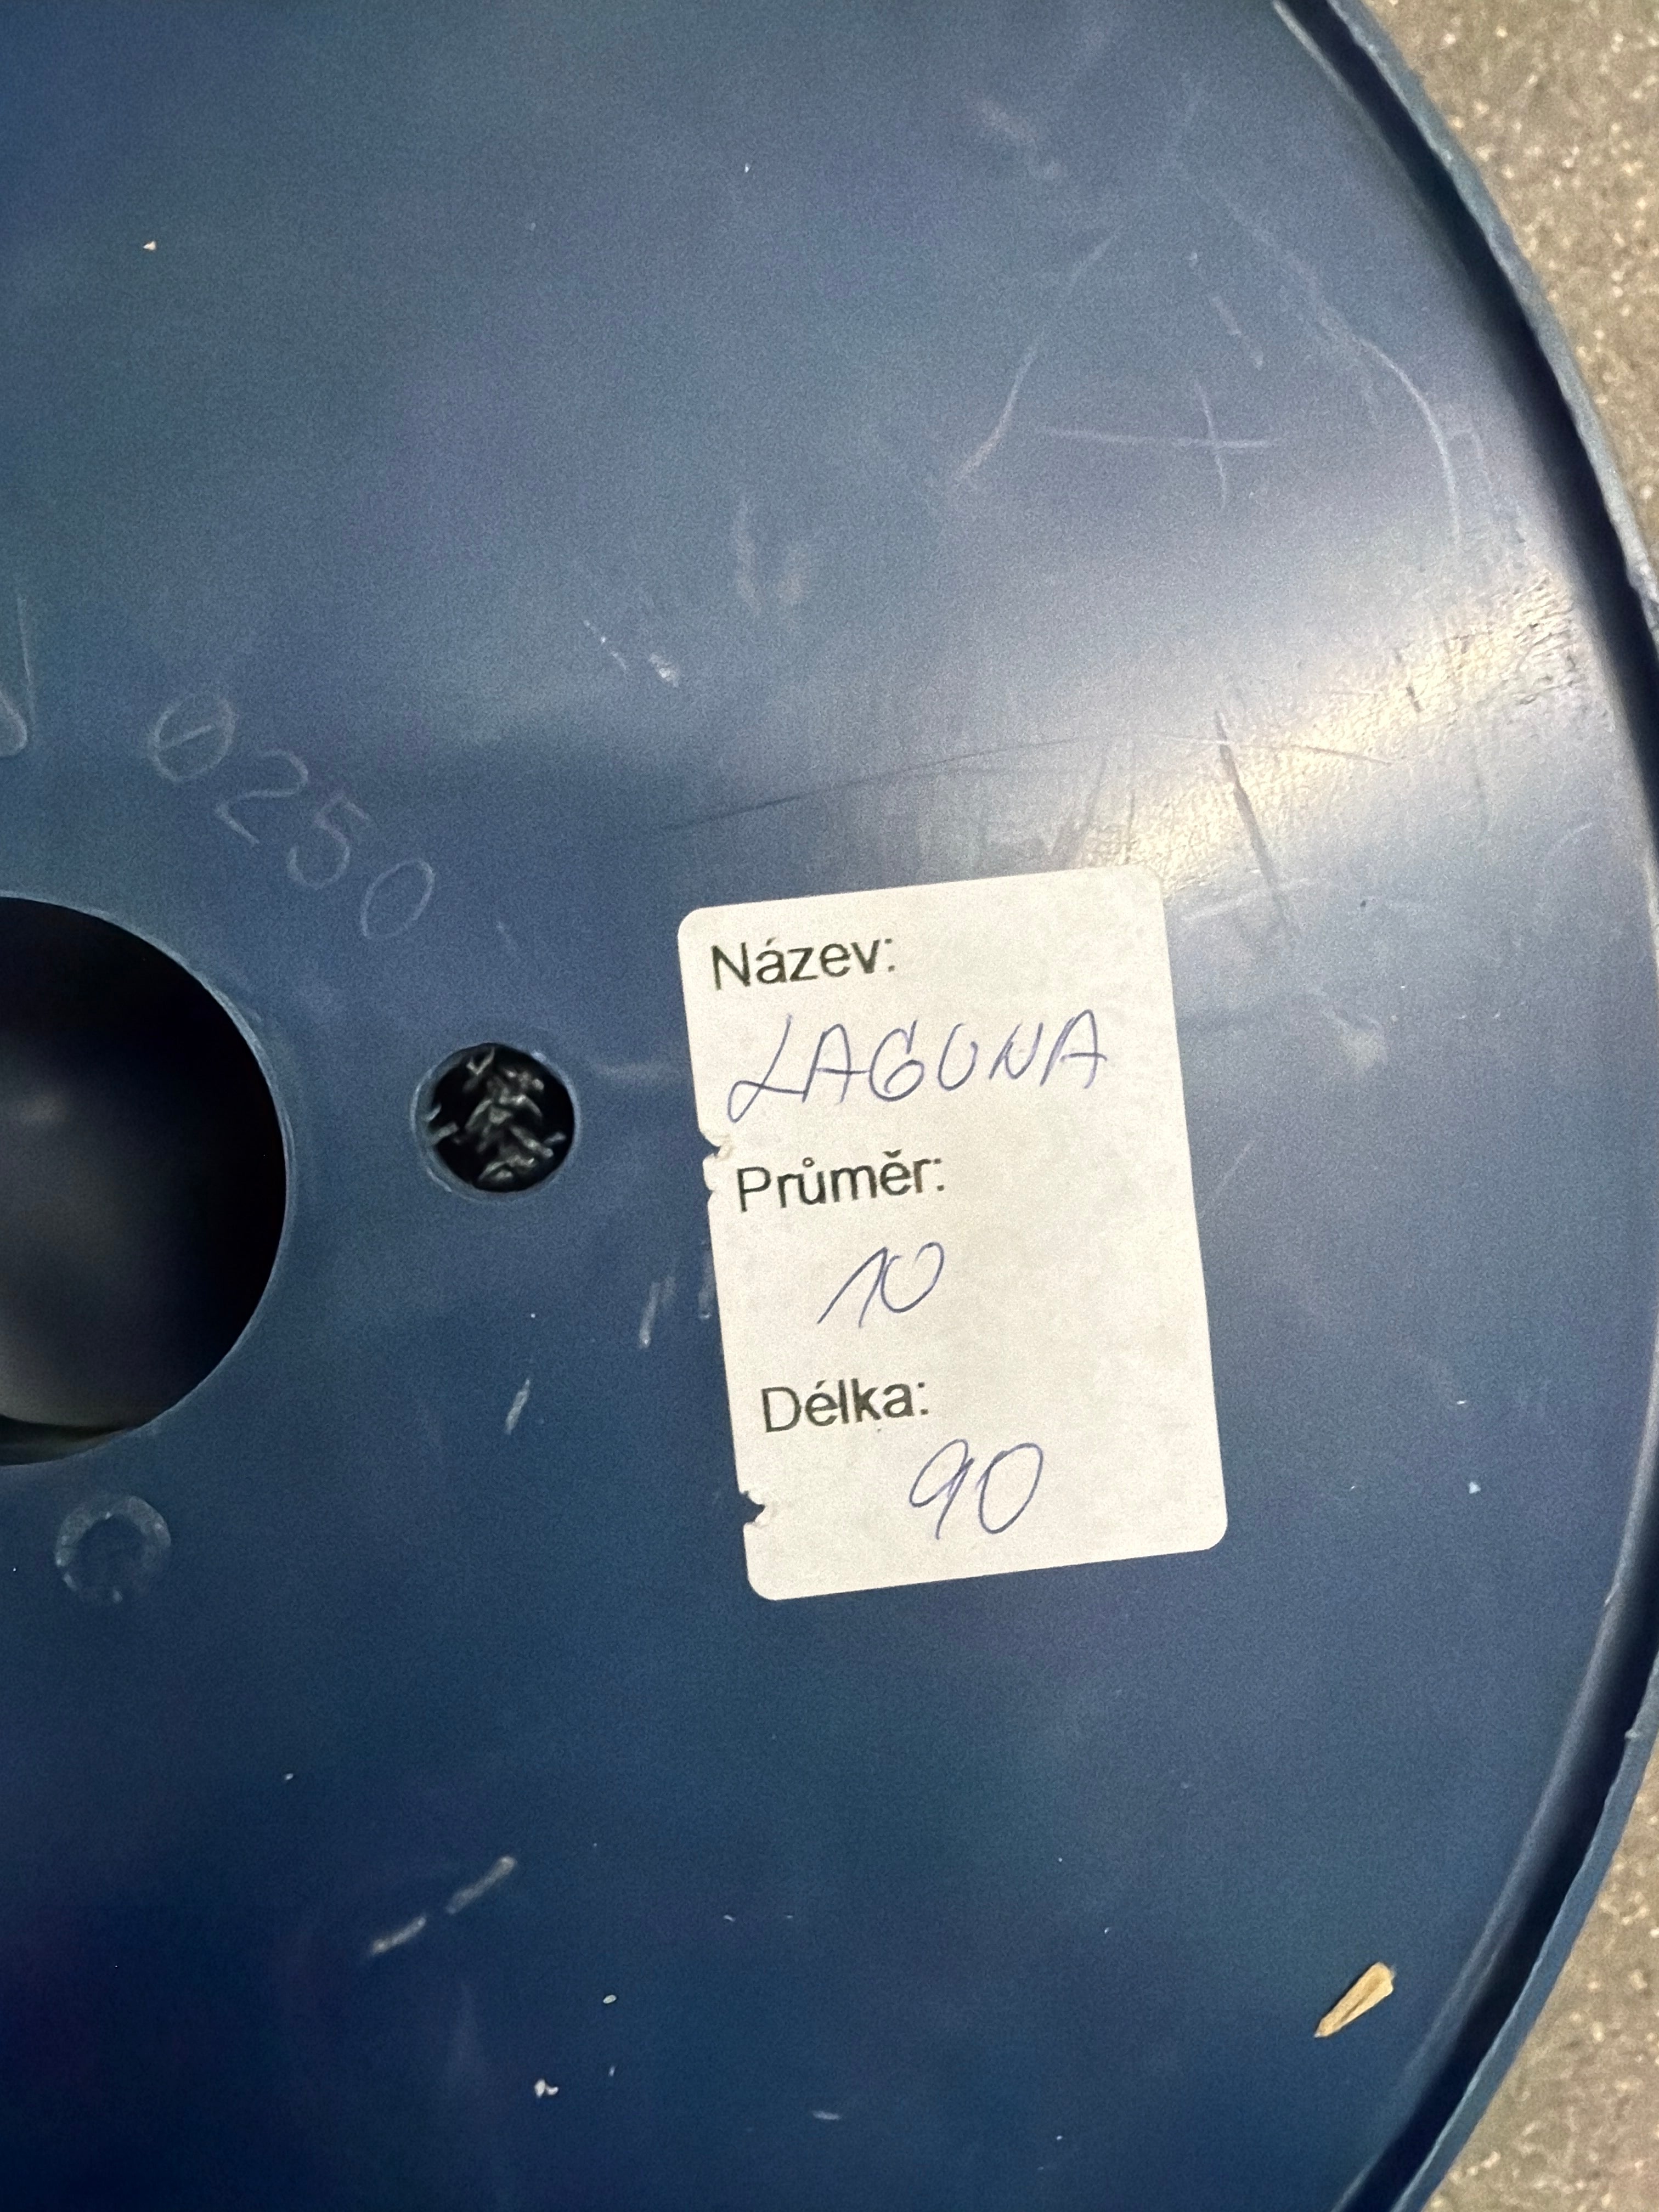 Ø250
Název:
LAGUNA
Průměr:
10
Délka:
90